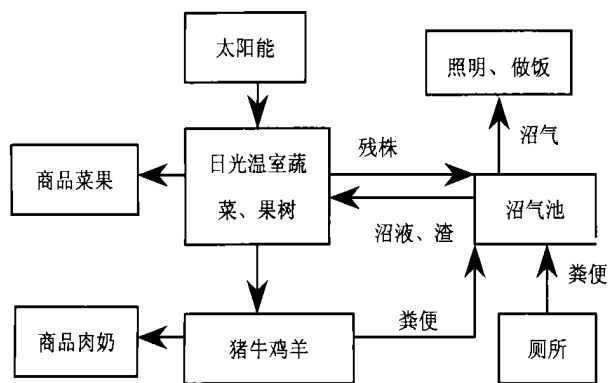 太阳能
照明、做饭
沼气
商品菜果
日光温室蔬
菜、果树
残株
沼液、渣
沼气池
粪便
商品肉奶
猪牛鸡羊
粪便
厕所